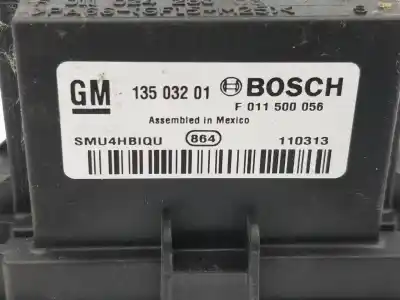 GM 135 032 01 BOSCH
F 011 500 056
Assembled in Mexico
SMU4HBIQU 864 110313